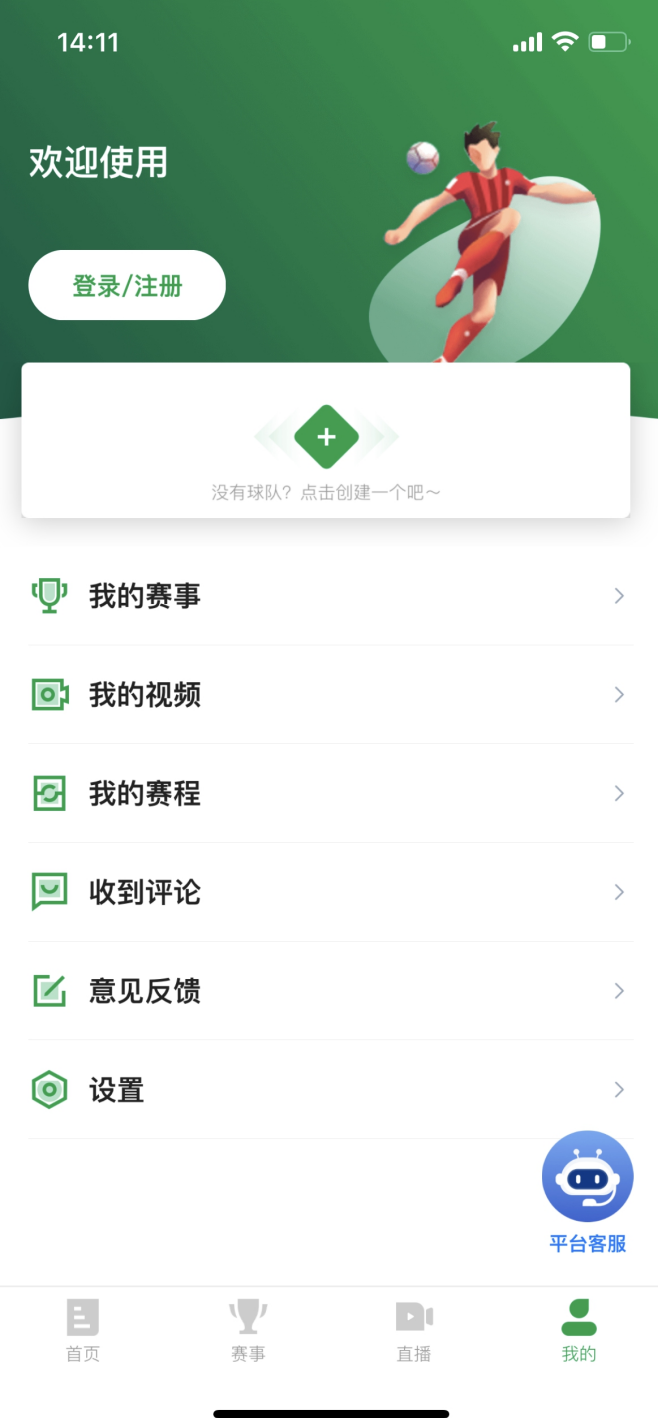 14:11
欢迎使用
登录/注册
没有球队？点击创建一个吧～
我的赛事
我的视频
我的赛程
收到评论
意见反馈
设置
平台客服
首页
赛事
直播
我的